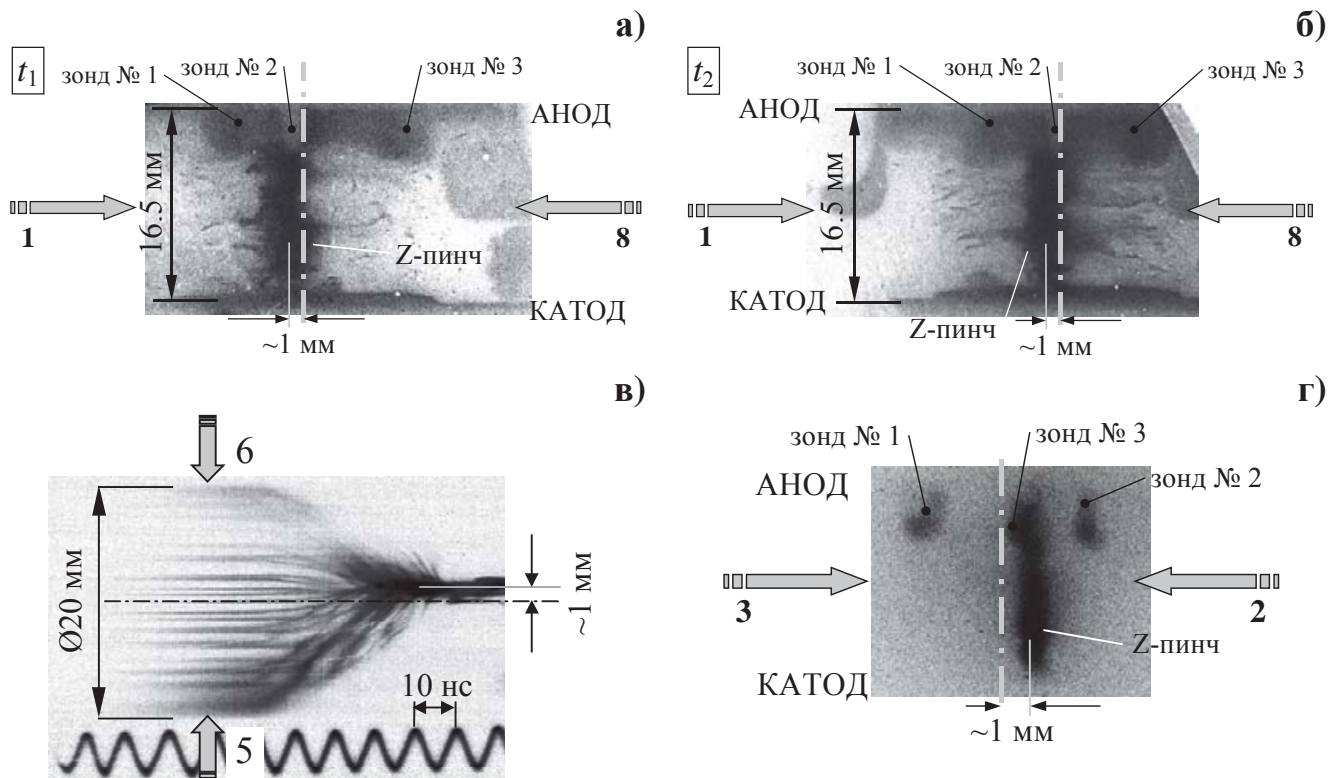 а)
t1
зонд № 1
зонд № 2
зонд № 3
АНОД
16.5 мм
1
8
Z-пинч
КАТОД
~1 мм
б)
t2
зонд № 1
зонд № 2
зонд № 3
АНОД
16.5 мм
1
8
КАТОД
Z-пинч
~1 мм
в)
6
Ø20 мм
~1 мм
10 нс
5
г)
зонд № 1
зонд № 3
зонд № 2
АНОД
3
2
Z-пинч
КАТОД
~1 мм